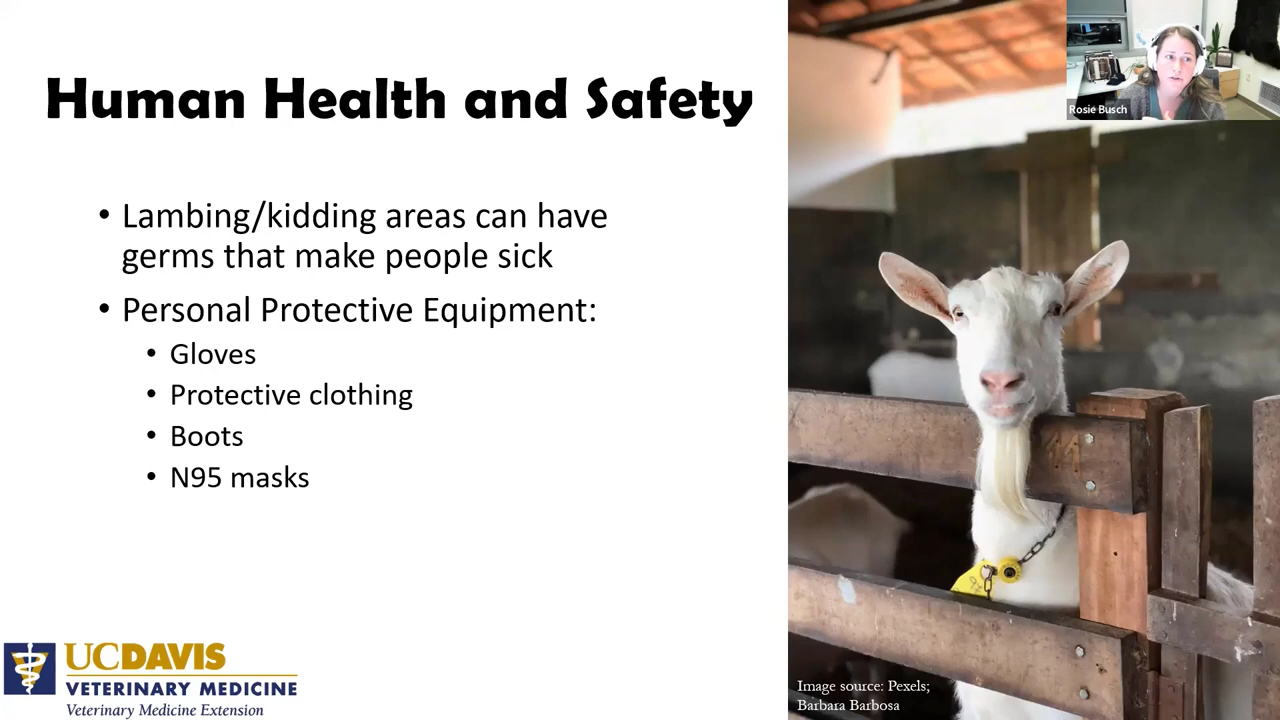 Human Health and Safety
Rosie Busch
• Lambing/kidding areas can have
germs that make people sick
• Personal Protective Equipment:
• Gloves
• Protective clothing
• Boots
• N95 masks
UCDAVIS
VETERINARY MEDICINE
Veterinary Medicine Extension
Image source: Pexels;
Barbara Barbosa